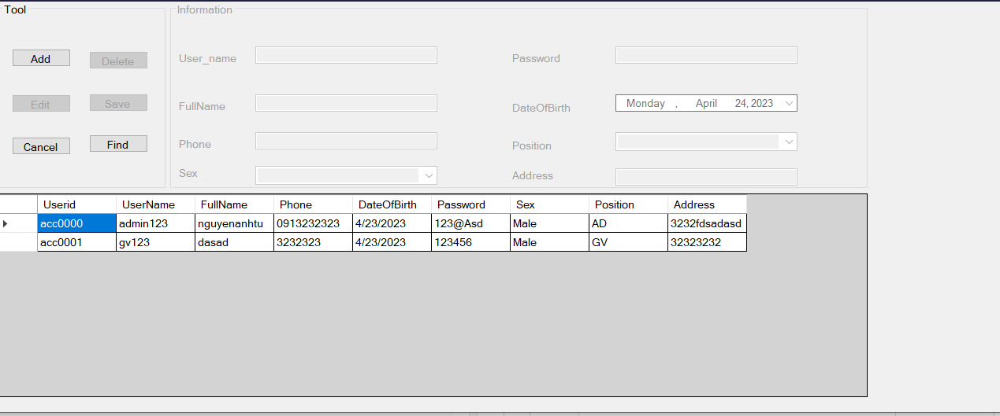 Tool
Information
Add
Delete
User_name
Password
Edit
Save
FullName
DateOfBirth
Monday , April 24, 2023
Cancel
Find
Phone
Position
Sex
Address
Userid UserName FullName Phone DateOfBirth Password Sex Position Address
acc0000 admin123 nguyenanhtu 0913232323 4/23/2023 123@Asd Male AD 3232fdsadasd
acc0001 gv123 dasad 3232323 4/23/2023 123456 Male GV 32323232